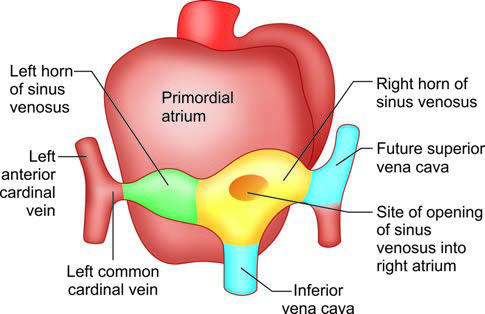 Left horn
of sinus
venosus
Primordial
atrium
Right horn of
sinus venosus
Left
anterior
cardinal
vein
Future superior
vena cava
Site of opening
of sinus
venosus into
right atrium
Left common
cardinal vein
Inferior
vena cava